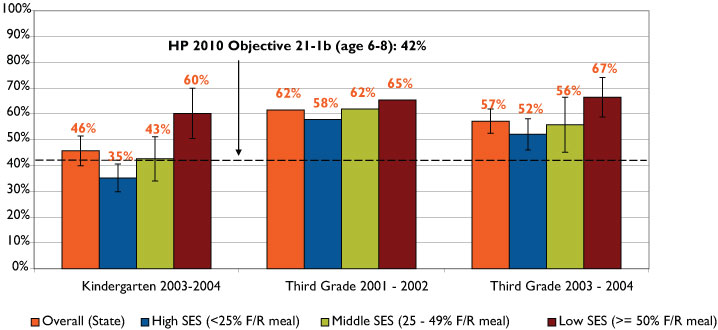 100%
90%
80%
70%
60%
50%
40%
30%
20%
10%
0%
HP 2010 Objective 21-1b (age 6-8): 42%
46%
35%
43%
60%
62%
58%
62%
65%
57%
52%
56%
67%
Kindergarten 2003-2004
Third Grade 2001 - 2002
Third Grade 2003 - 2004
Overall (State)
High SES (<25% F/R meal)
Middle SES (25 - 49% F/R meal)
Low SES (>= 50% F/R meal)